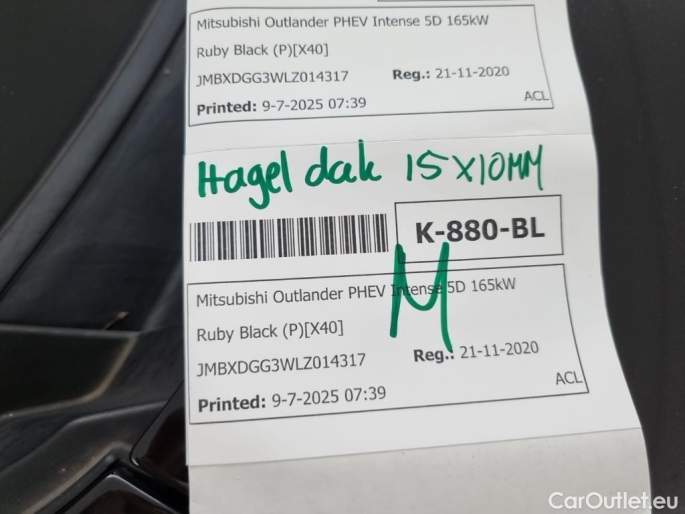 Mitsubishi Outlander PHEV Intense 5D 165kW
Ruby Black (P)[X40]
JMBXDGG3WLZ014317 Reg.: 21-11-2020
Printed: 9-7-2025 07:39 ACL
Hagel dak 15x10MM
K-880-BL
M
Mitsubishi Outlander PHEV Intense 5D 165kW
Ruby Black (P)[X40]
JMBXDGG3WLZ014317 Reg.: 21-11-2020
Printed: 9-7-2025 07:39 ACL
CarOutlet.eu